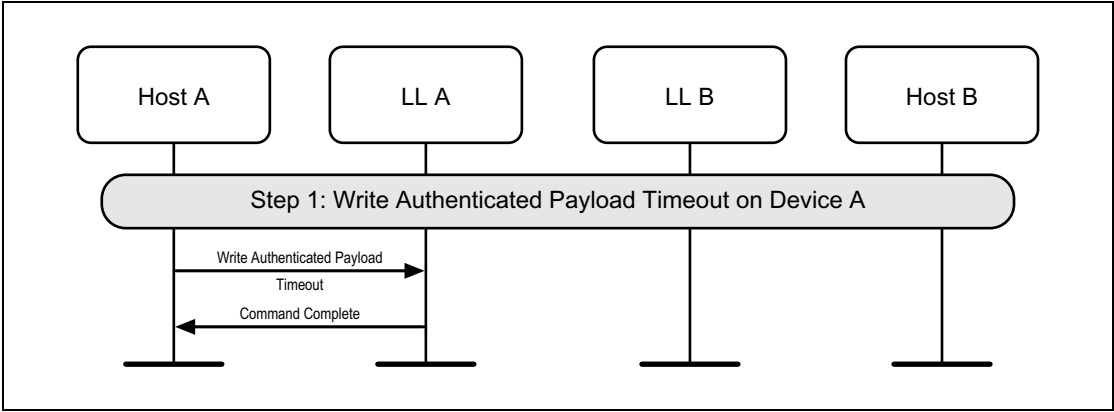 Host A
LL A
LL B
Host B
Step 1: Write Authenticated Payload Timeout on Device A
Write Authenticated Payload
Timeout
Command Complete